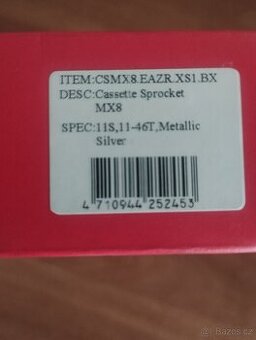 ITEM:CSMX8.EAZR.XS1.BX
DESC:Cassette Sprocket
MX8
SPEC:11S,11-46T,Metallic
Silver
4 710944 252453
Bazoš.cz